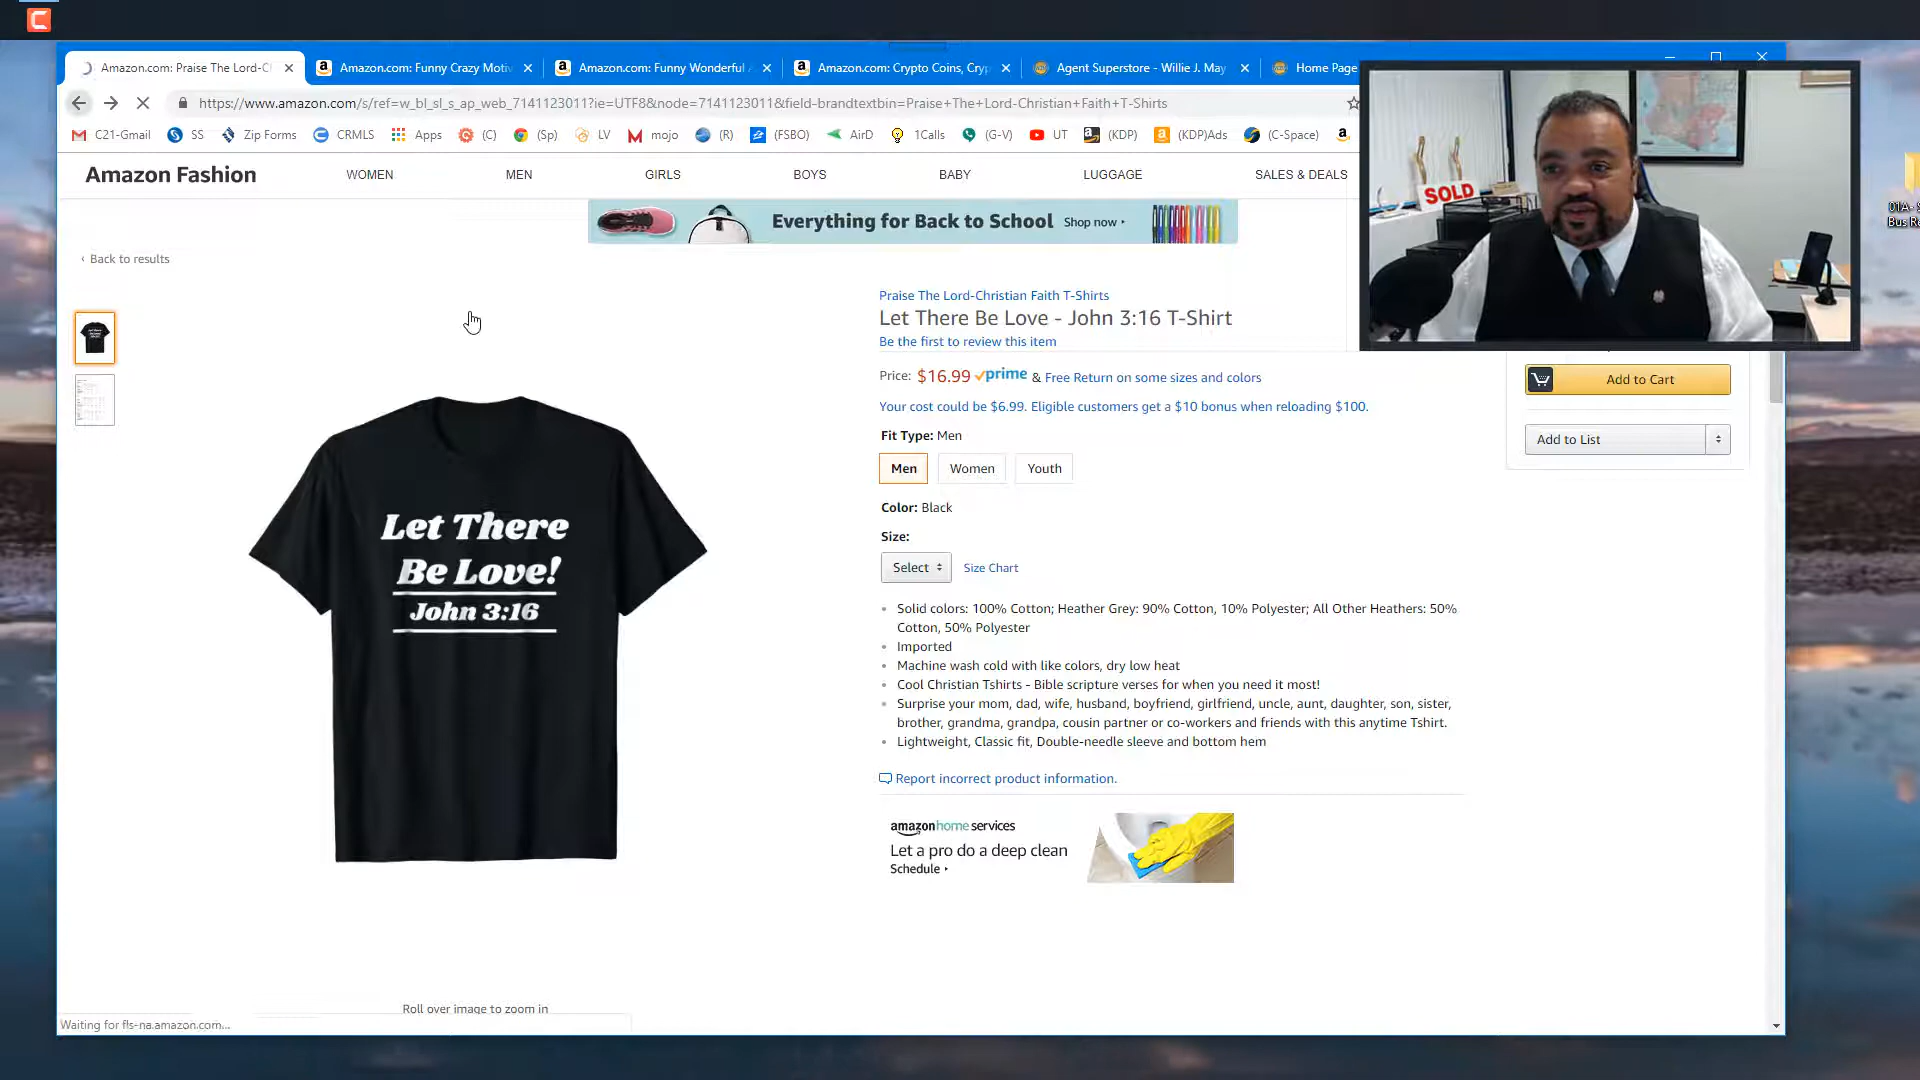 Amazon.com: Praise The Lord-C
Amazon.com: Funny Crazy Motiv
Amazon.com: Funny Wonderful
Amazon.com: Crypto Coins, Cryp
Agent Superstore - Willie J. May
Home Page
https://www.amazon.com/s/ref=w_bl_sl_s_ap_web_7141123011?ie=UTF8&node=7141123011&field-brandtextbin=Praise+The+Lord-Christian+Faith+T-Shirts
C21-Gmail
SS
Zip Forms
CRMLS
Apps
(C)
(Sp)
LV
mojo
(R)
(FSBO)
AirD
1Calls
(G-V)
UT
(KDP)
(KDP)Ads
(C-Space)
Amazon Fashion
WOMEN
MEN
GIRLS
BOYS
BABY
LUGGAGE
SALES & DEALS
SOLD
01A- S
Bus Re
Everything for Back to School Shop now
Back to results
Praise The Lord-Christian Faith T-Shirts
Let There Be Love - John 3:16 T-Shirt
Be the first to review this item
Price: $16.99 prime & Free Return on some sizes and colors
Your cost could be $6.99. Eligible customers get a $10 bonus when reloading $100.
Add to Cart
Add to List
Fit Type: Men
Men
Women
Youth
Color: Black
Size:
Select
Size Chart
Let There
Be Love!
John 3:16
Solid colors: 100% Cotton; Heather Grey: 90% Cotton, 10% Polyester; All Other Heathers: 50%
Cotton, 50% Polyester
Imported
Machine wash cold with like colors, dry low heat
Cool Christian Tshirts - Bible scripture verses for when you need it most!
Surprise your mom, dad, wife, husband, boyfriend, girlfriend, uncle, aunt, daughter, son, sister,
brother, grandma, grandpa, cousin partner or co-workers and friends with this anytime Tshirt.
Lightweight, Classic fit, Double-needle sleeve and bottom hem
Report incorrect product information.
amazonhome services
Let a pro do a deep clean
Schedule
Roll over image to zoom in
Waiting for fls-na.amazon.com...